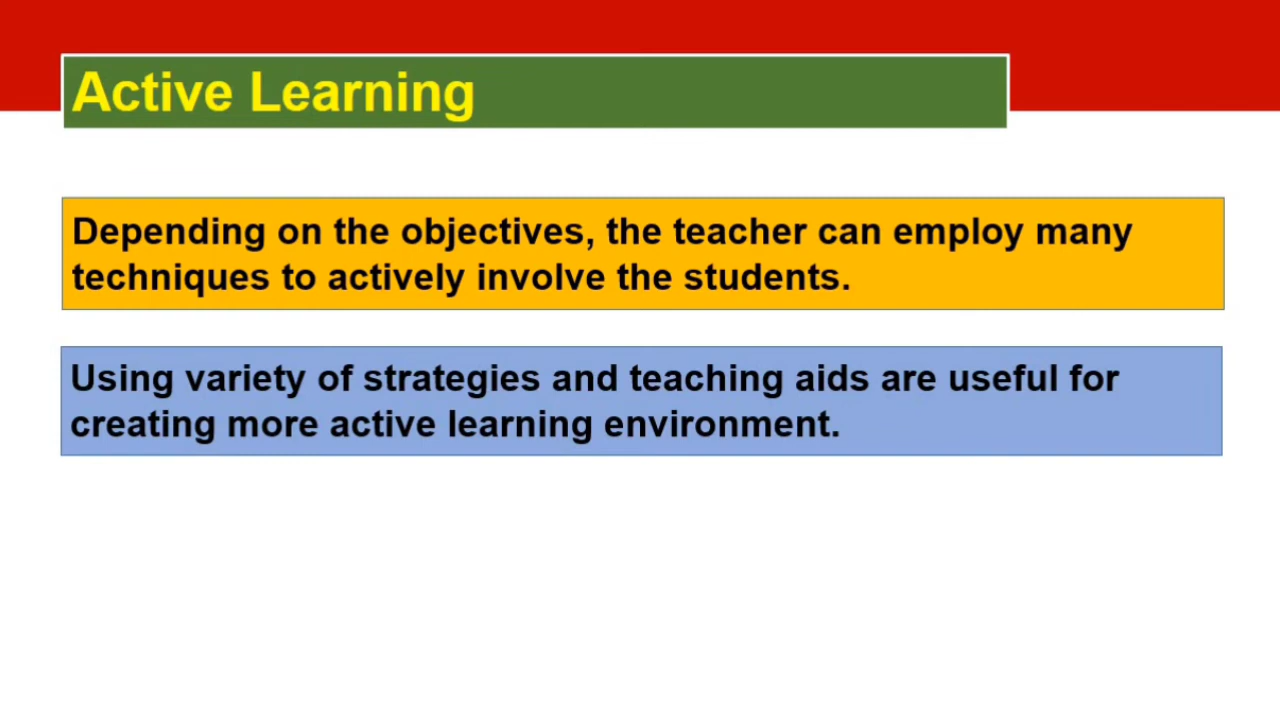 Active Learning
Depending on the objectives, the teacher can employ many
techniques to actively involve the students.
Using variety of strategies and teaching aids are useful for
creating more active learning environment.